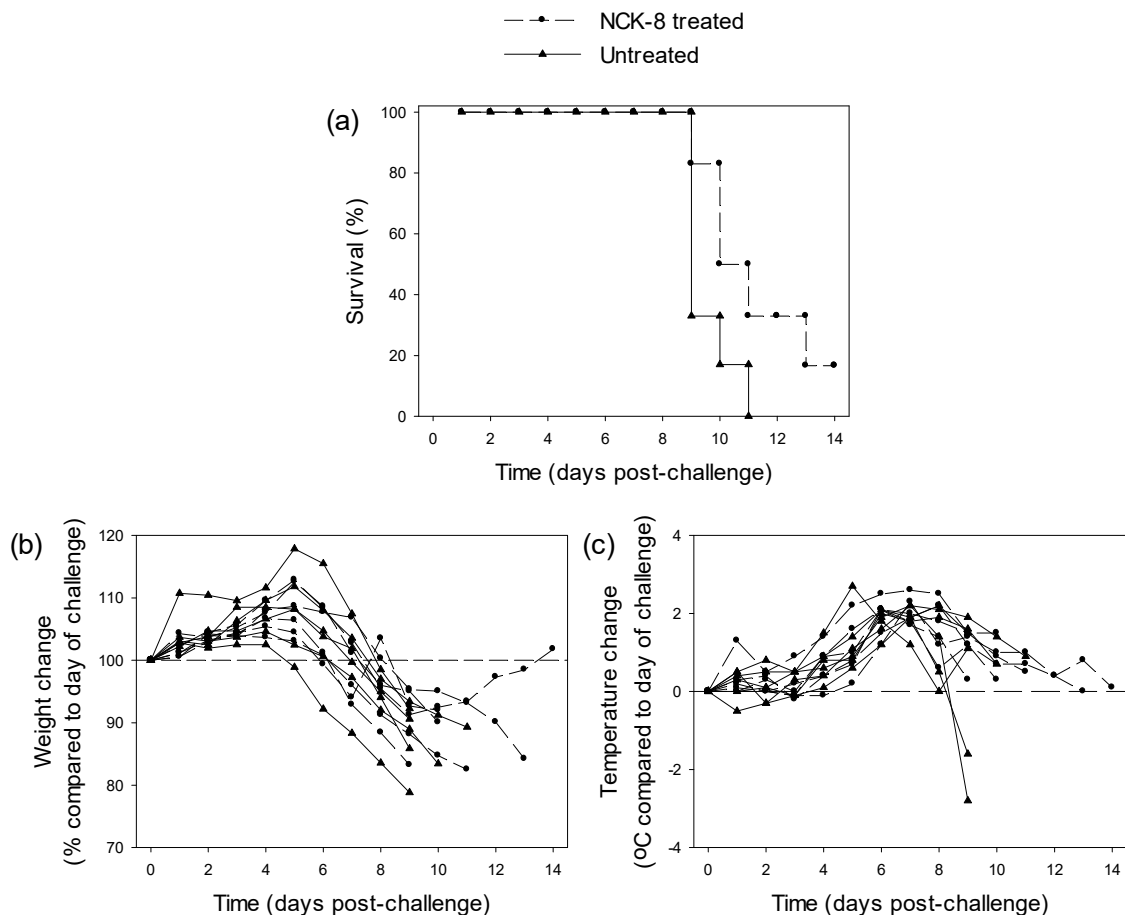 NCK-8 treated
Untreated
(a)
Survival (%)
100
80
60
40
20
0
0 2 4 6 8 10 12 14
Time (days post-challenge)
(b)
Weight change
(% compared to day of challenge)
120
110
100
90
80
70
0 2 4 6 8 10 12 14
Time (days post-challenge)
(c)
Temperature change
(ºC compared to day of challenge)
4
2
0
-2
-4
0 2 4 6 8 10 12 14
Time (days post-challenge)